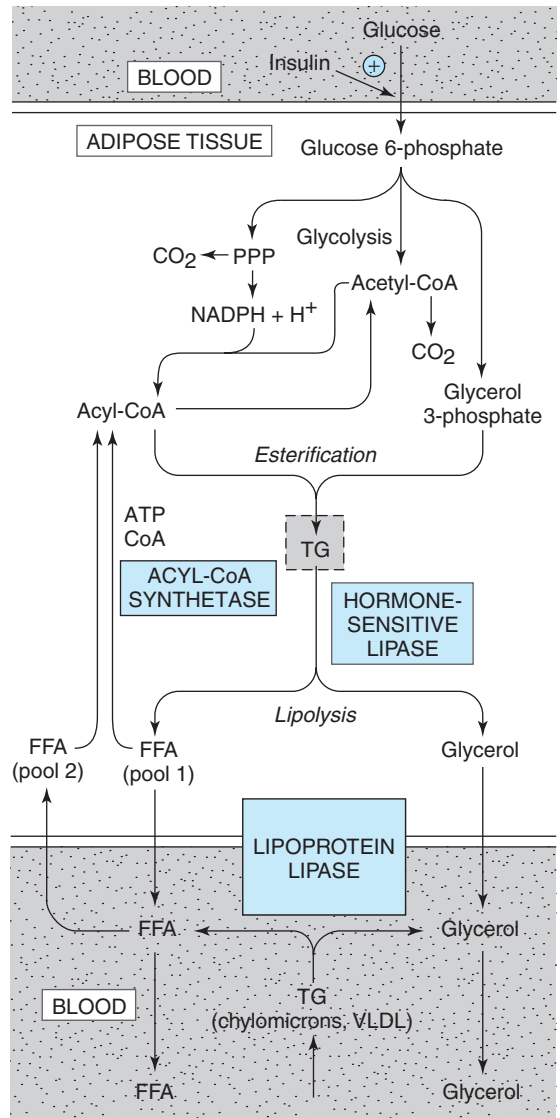 Glucose
Insulin
+
BLOOD
ADIPOSE TISSUE
Glucose 6-phosphate
Glycolysis
CO2
PPP
Acetyl-CoA
NADPH + H+
CO2
Acyl-CoA
Glycerol
3-phosphate
Esterification
ATP
CoA
TG
ACYL-CoA
SYNTHETASE
HORMONE-
SENSITIVE
LIPASE
Lipolysis
FFA
(pool 2)
FFA
(pool 1)
Glycerol
LIPOPROTEIN
LIPASE
FFA
Glycerol
BLOOD
TG
(chylomicrons, VLDL)
FFA
Glycerol